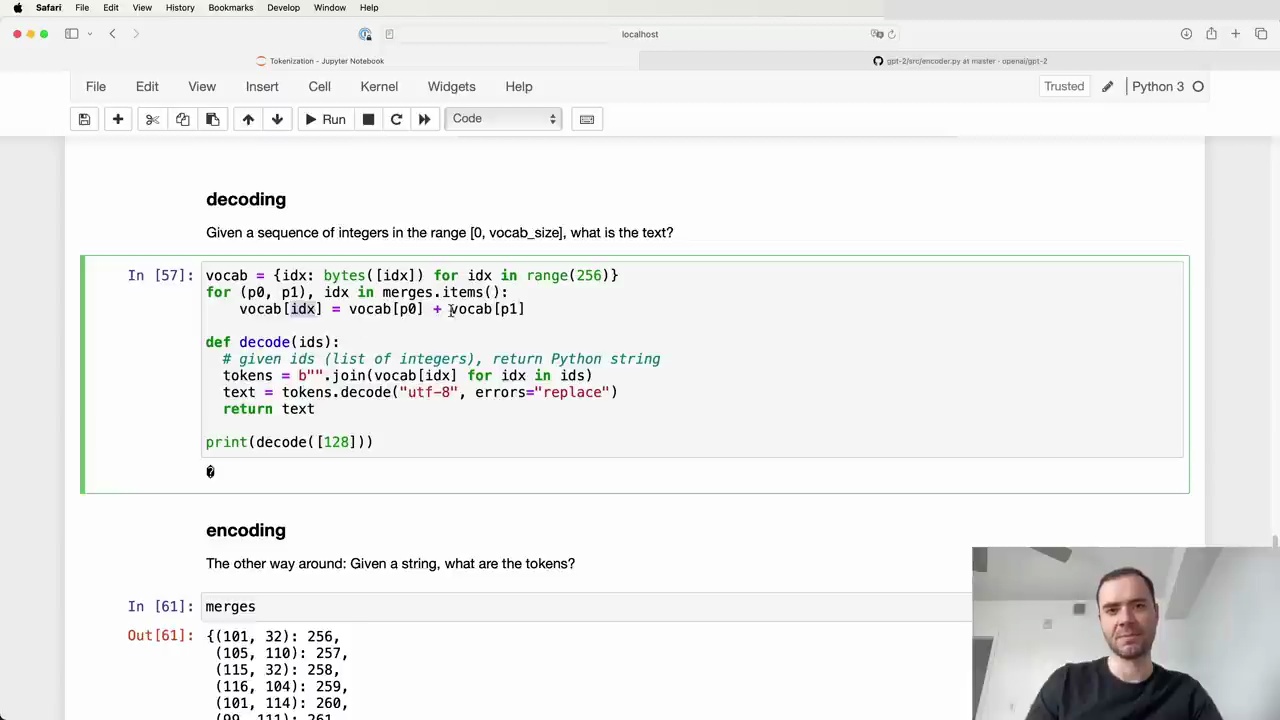 Safari File Edit View History Bookmarks Develop Window Help
localhost
Tokenization - Jupyter Notebook
gpt-2/src/encoder.py at master · openai/gpt-2
File Edit View Insert Cell Kernel Widgets Help
Trusted
Python 3
Run
Code
decoding
Given a sequence of integers in the range [0, vocab_size], what is the text?
In [57]:
vocab = {idx: bytes([idx]) for idx in range(256)}
for (p0, p1), idx in merges.items():
    vocab[idx] = vocab[p0] + vocab[p1]
def decode(ids):
  # given ids (list of integers), return Python string
  tokens = b"".join(vocab[idx] for idx in ids)
  text = tokens.decode("utf-8", errors="replace")
  return text
print(decode([128]))
�
encoding
The other way around: Given a string, what are the tokens?
In [61]: merges
Out[61]: {(101, 32): 256,
(105, 110): 257,
(115, 32): 258,
(116, 104): 259,
(101, 114): 260,
(99, 111): 261,